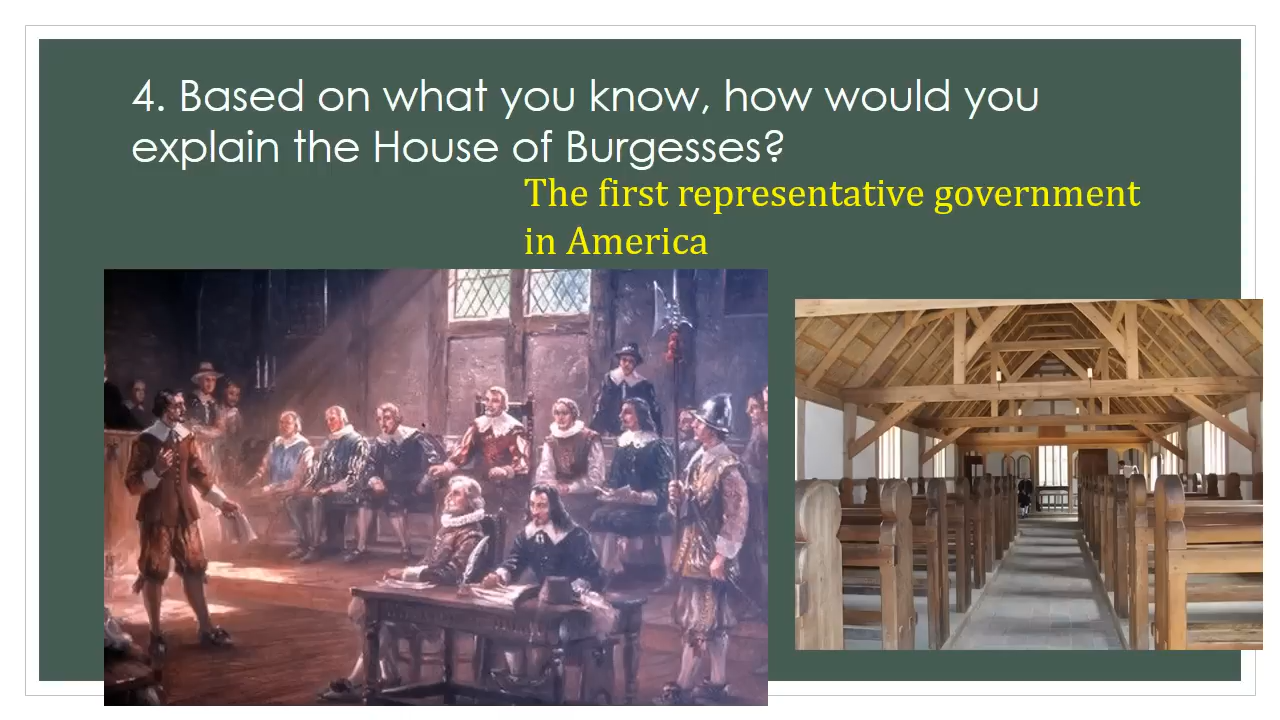 4. Based on what you know, how would you
explain the House of Burgesses?
The first representative government
in America